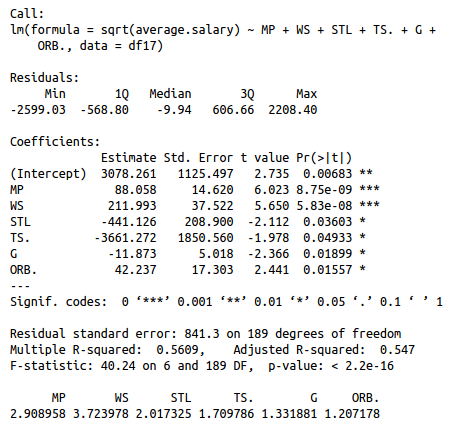 Call:
lm(formula = sqrt(average.salary) ~ MP + WS + STL + TS. + G +
    ORB., data = df17)
Residuals:
     Min       1Q   Median       3Q      Max
-2599.03  -568.80    -9.94   606.66  2208.40
Coefficients:
             Estimate Std. Error t value Pr(>|t|)
(Intercept)  3078.261   1125.497   2.735  0.00683 **
MP             88.058     14.620   6.023 8.75e-09 ***
WS            211.993     37.522   5.650 5.83e-08 ***
STL          -441.126    208.900  -2.112  0.03603 *
TS.         -3661.272   1850.560  -1.978  0.04933 *
G             -11.873      5.018  -2.366  0.01899 *
ORB.           42.237     17.303   2.441  0.01557 *
---
Signif. codes:  0 ‘***’ 0.001 ‘**’ 0.01 ‘*’ 0.05 ‘.’ 0.1 ‘ ’ 1
Residual standard error: 841.3 on 189 degrees of freedom
Multiple R-squared:  0.5609,    Adjusted R-squared:  0.547
F-statistic: 40.24 on 6 and 189 DF,  p-value: < 2.2e-16
      MP       WS      STL      TS.        G     ORB.
2.908958 3.723978 2.017325 1.709786 1.331881 1.207178